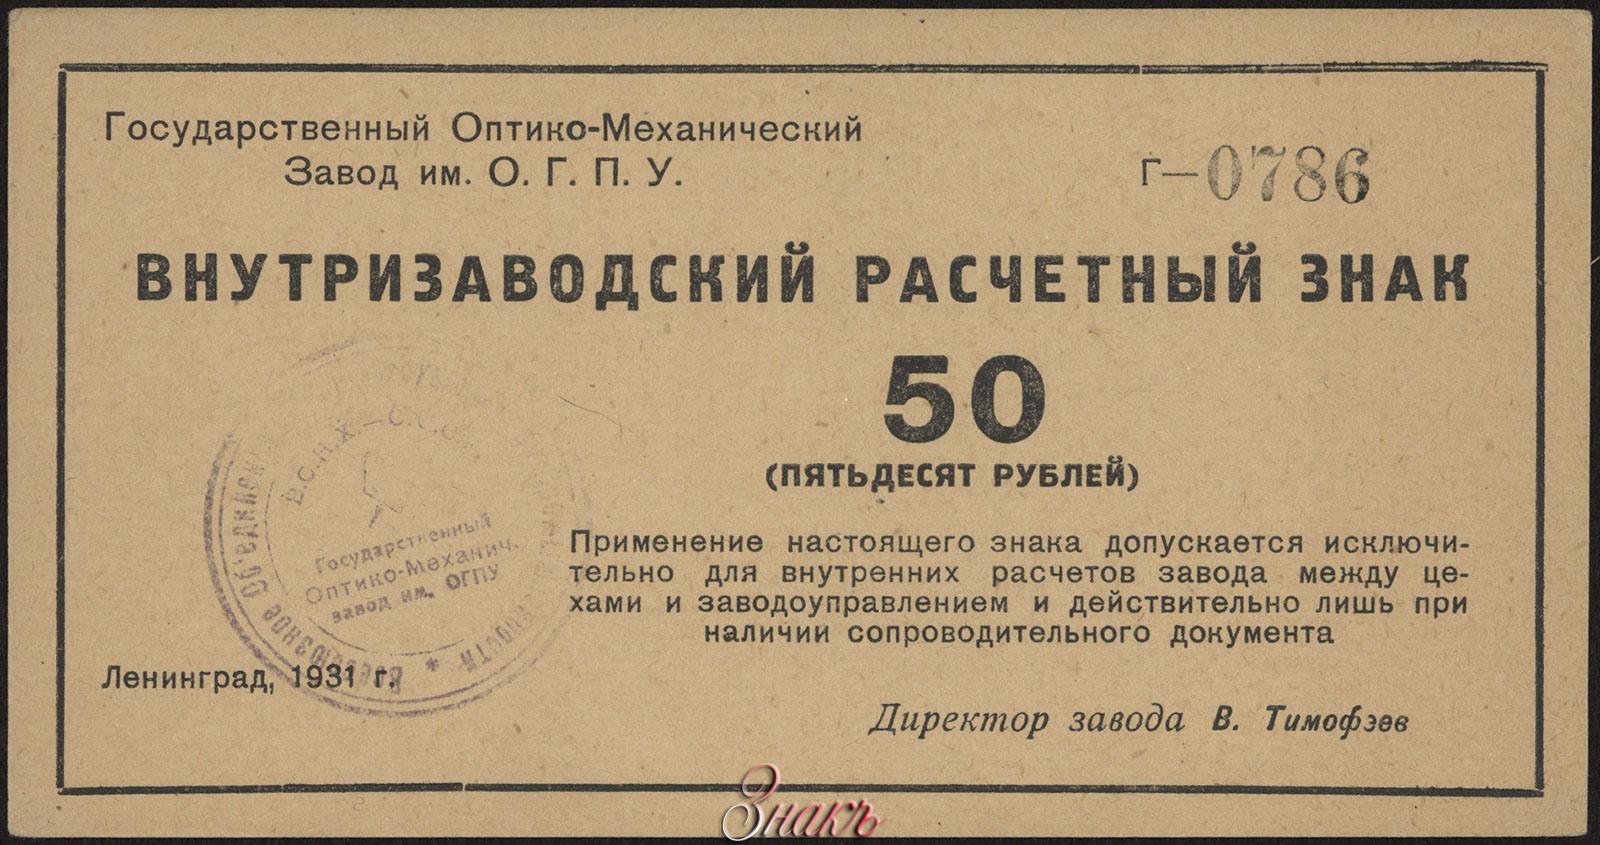 Государственный Оптико-Механический
Завод им. О. Г. П. У.
Г—0786
ВНУТРИЗАВОДСКИЙ РАСЧЕТНЫЙ ЗНАК
50
(ПЯТЬДЕСЯТ РУБЛЕЙ)
Применение настоящего знака допускается исключи-
тельно для внутренних расчетов завода между це-
хами и заводоуправлением и действительно лишь при
наличии сопроводительного документа
В.С.Н.Х.
Государственный
Оптико-Механич.
завод им. ОГПУ
Всесоюзное
Ленинград, 1931 г.
Директор завода В. Тимофэев
Знакъ